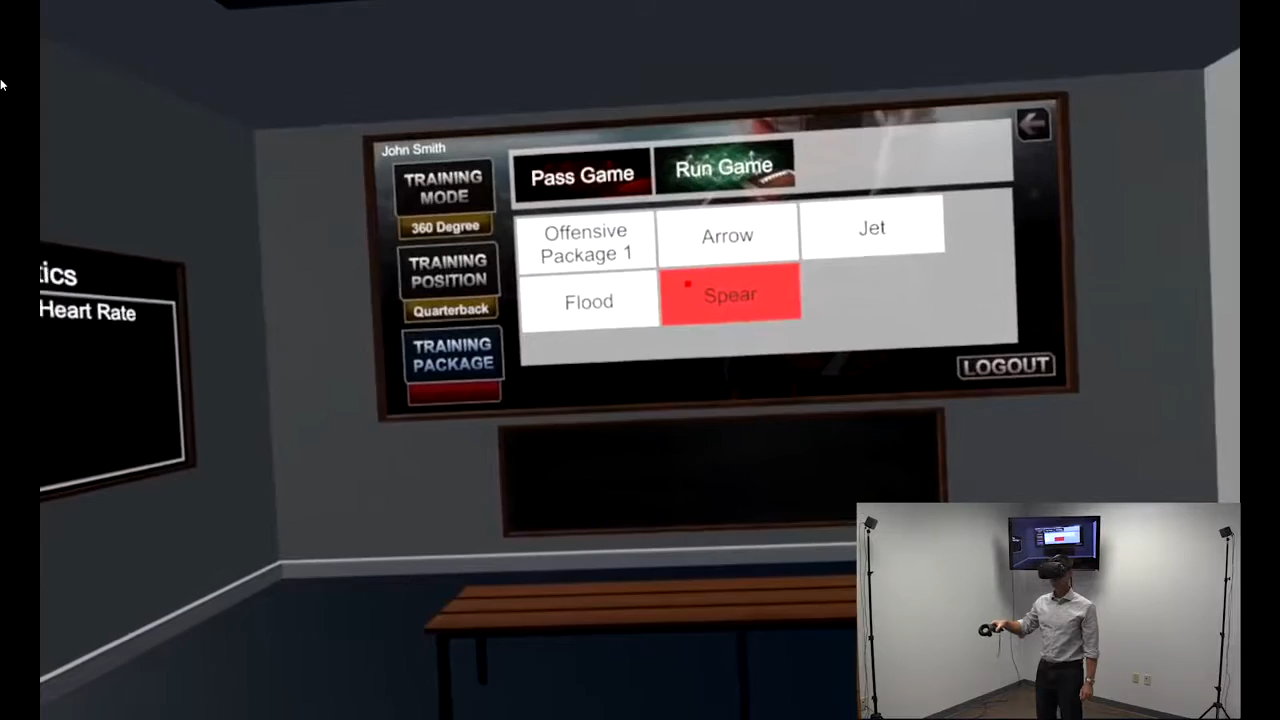 John Smith
TRAINING
MODE
360 Degree
TRAINING
POSITION
Quarterback
TRAINING
PACKAGE
Pass Game
Run Game
Offensive
Package 1
Arrow
Jet
Flood
Spear
LOGOUT
tics
Heart Rate